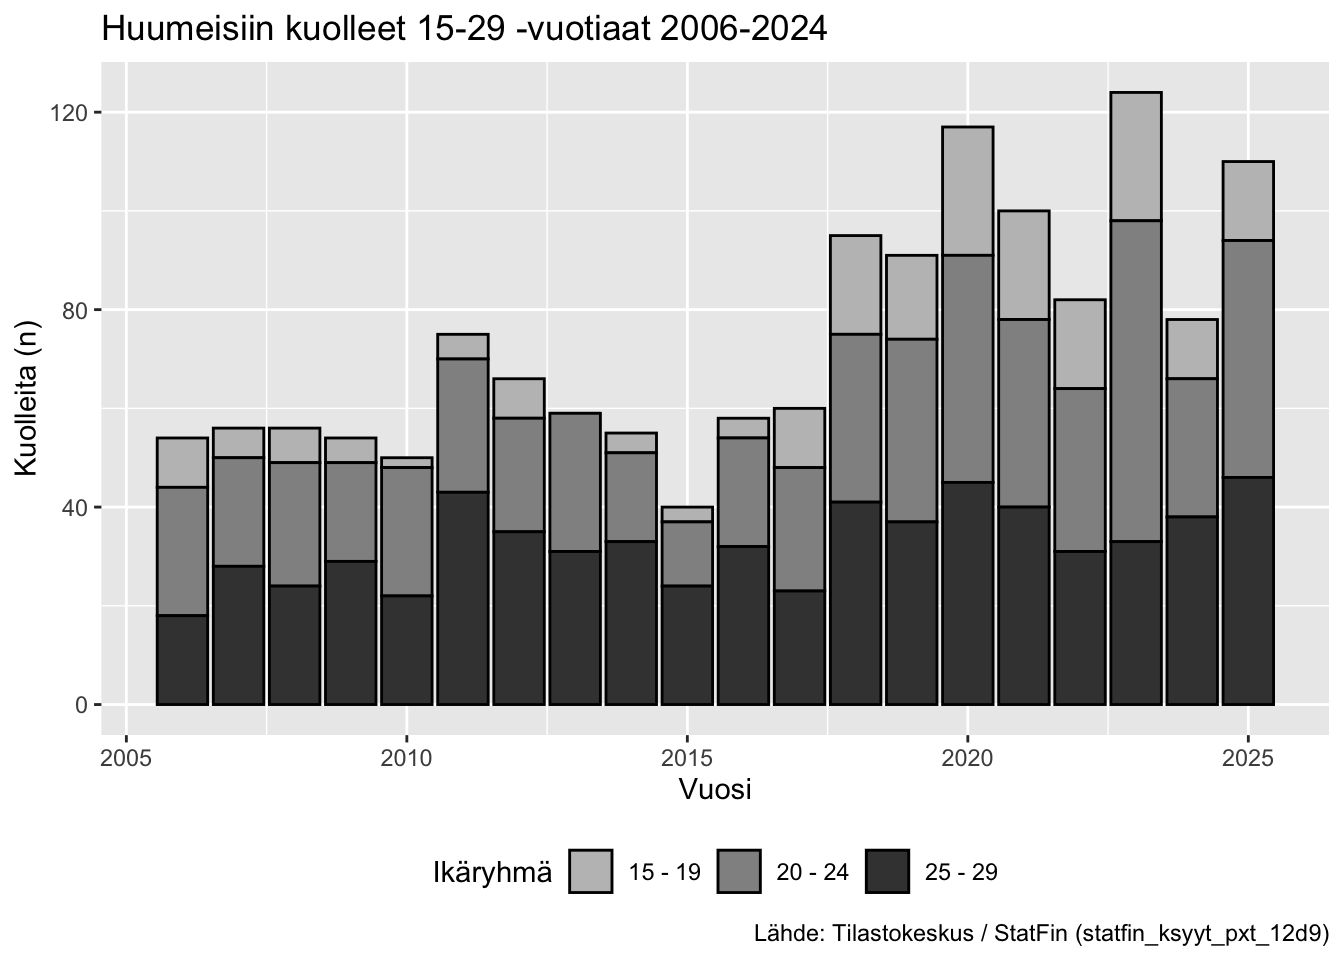 Huumeisiin kuolleet 15-29 -vuotiaat 2006-2024
Kuolleita (n)
120
80
40
0
2005 2010 2015 2020 2025
Vuosi
Ikäryhmä 15 - 19 20 - 24 25 - 29
Lähde: Tilastokeskus / StatFin (statfin_ksyyt_pxt_12d9)